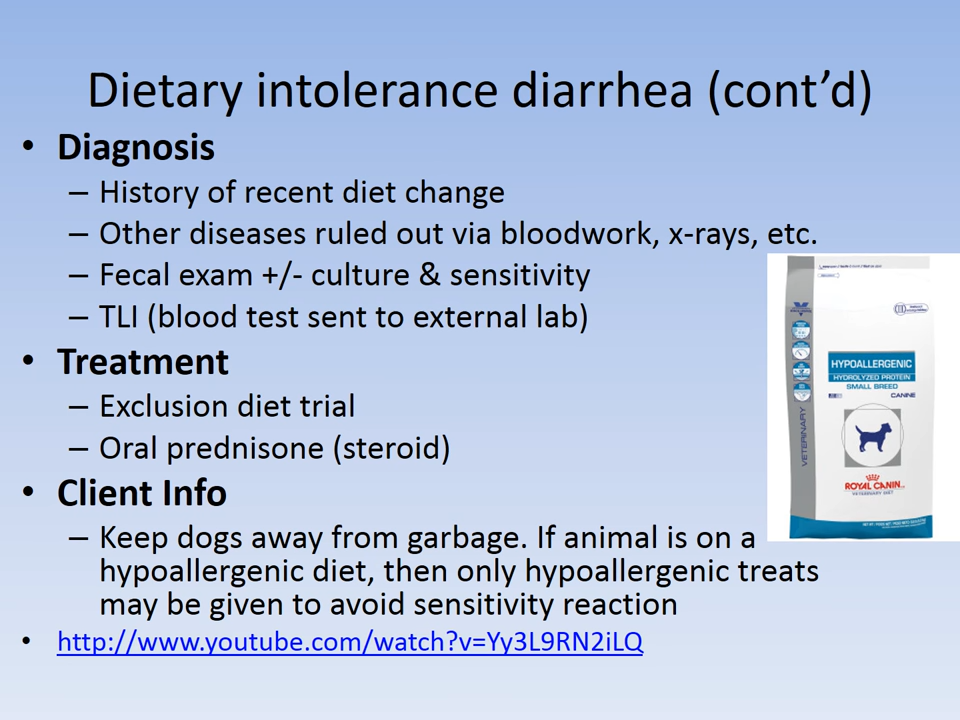 Dietary intolerance diarrhea (cont’d)
• Diagnosis
– History of recent diet change
– Other diseases ruled out via bloodwork, x-rays, etc.
– Fecal exam +/- culture & sensitivity
– TLI (blood test sent to external lab)
• Treatment
– Exclusion diet trial
– Oral prednisone (steroid)
• Client Info
– Keep dogs away from garbage. If animal is on a
hypoallergenic diet, then only hypoallergenic treats
may be given to avoid sensitivity reaction
• http://www.youtube.com/watch?v=Yy3L9RN2iLQ
HYPOALLERGENIC
HYDROLYZED PROTEIN
SMALL BREED
CANINE
VETERINARY
ROYAL CANIN
VETERINARY DIET